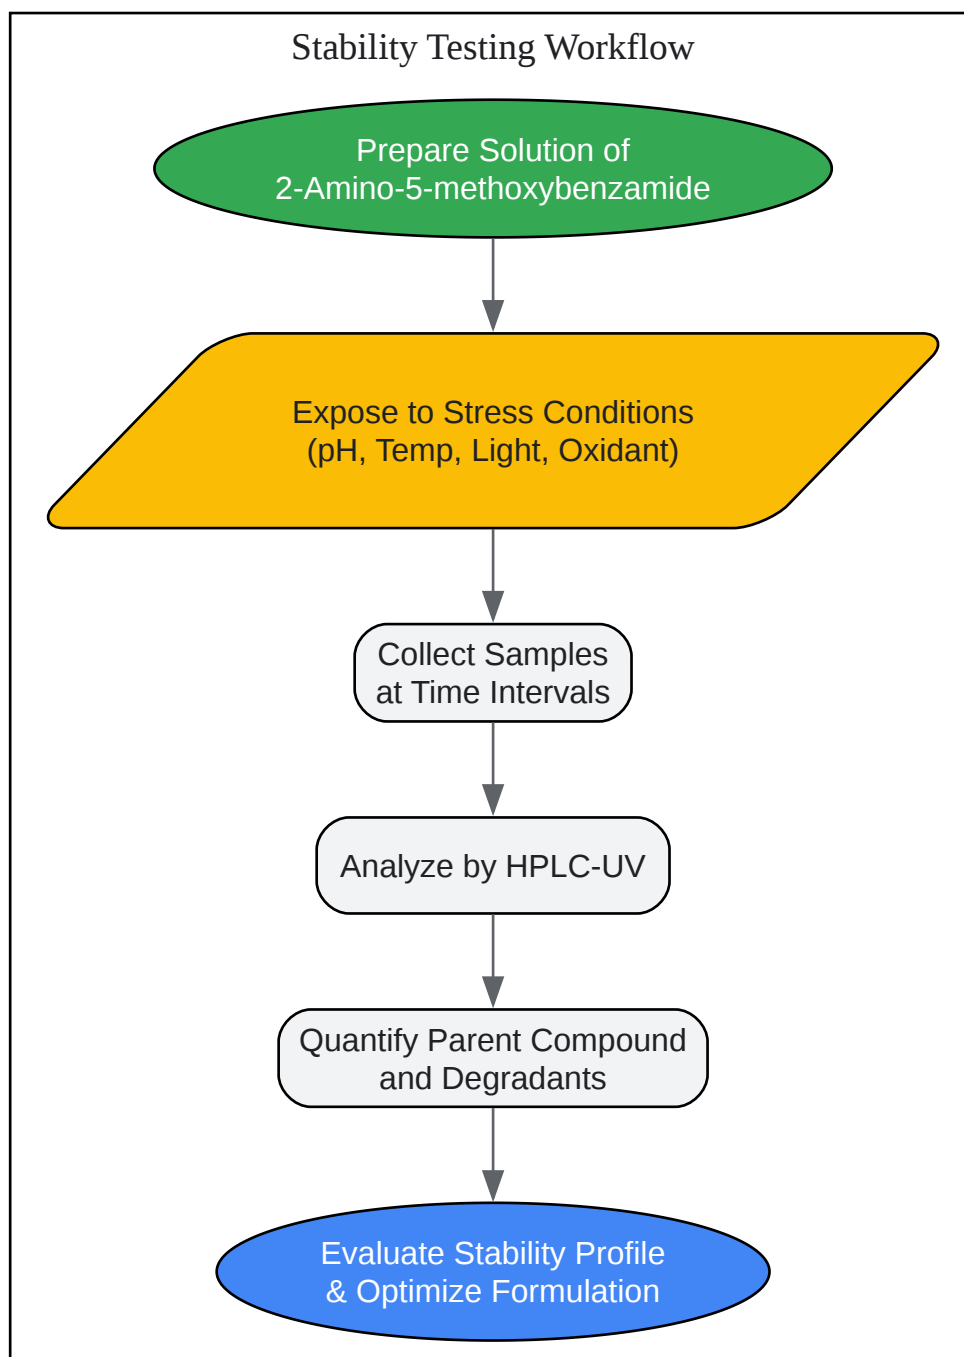 Stability Testing Workflow
Prepare Solution of
2-Amino-5-methoxybenzamide
Expose to Stress Conditions
(pH, Temp, Light, Oxidant)
Collect Samples
at Time Intervals
Analyze by HPLC-UV
Quantify Parent Compound
and Degradants
Evaluate Stability Profile
& Optimize Formulation